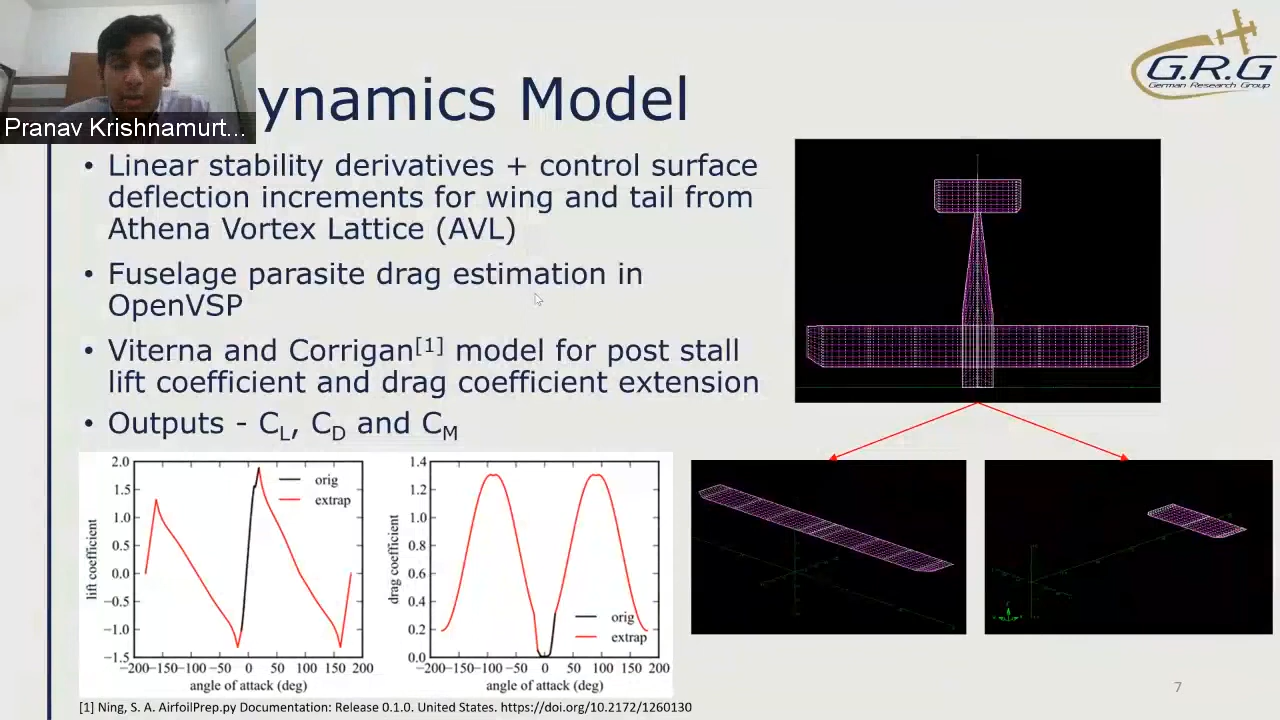 G.R.G
German Research Group
ynamics Model
Pranav Krishnamurt...
• Linear stability derivatives + control surface
deflection increments for wing and tail from
Athena Vortex Lattice (AVL)
• Fuselage parasite drag estimation in
OpenVSP
• Viterna and Corrigan[1] model for post stall
lift coefficient and drag coefficient extension
• Outputs - CL, CD and CM
2.0
1.5
1.0
0.5
0.0
−0.5
−1.0
−1.5
lift coefficient
orig
extrap
−200−150−100 −50 0 50 100 150 200
angle of attack (deg)
1.4
1.2
1.0
0.8
0.6
0.4
0.2
0.0
drag coefficient
orig
extrap
−200−150−100 −50 0 50 100 150 200
angle of attack (deg)
[1] Ning, S. A. AirfoilPrep.py Documentation: Release 0.1.0. United States. https://doi.org/10.2172/1260130
7